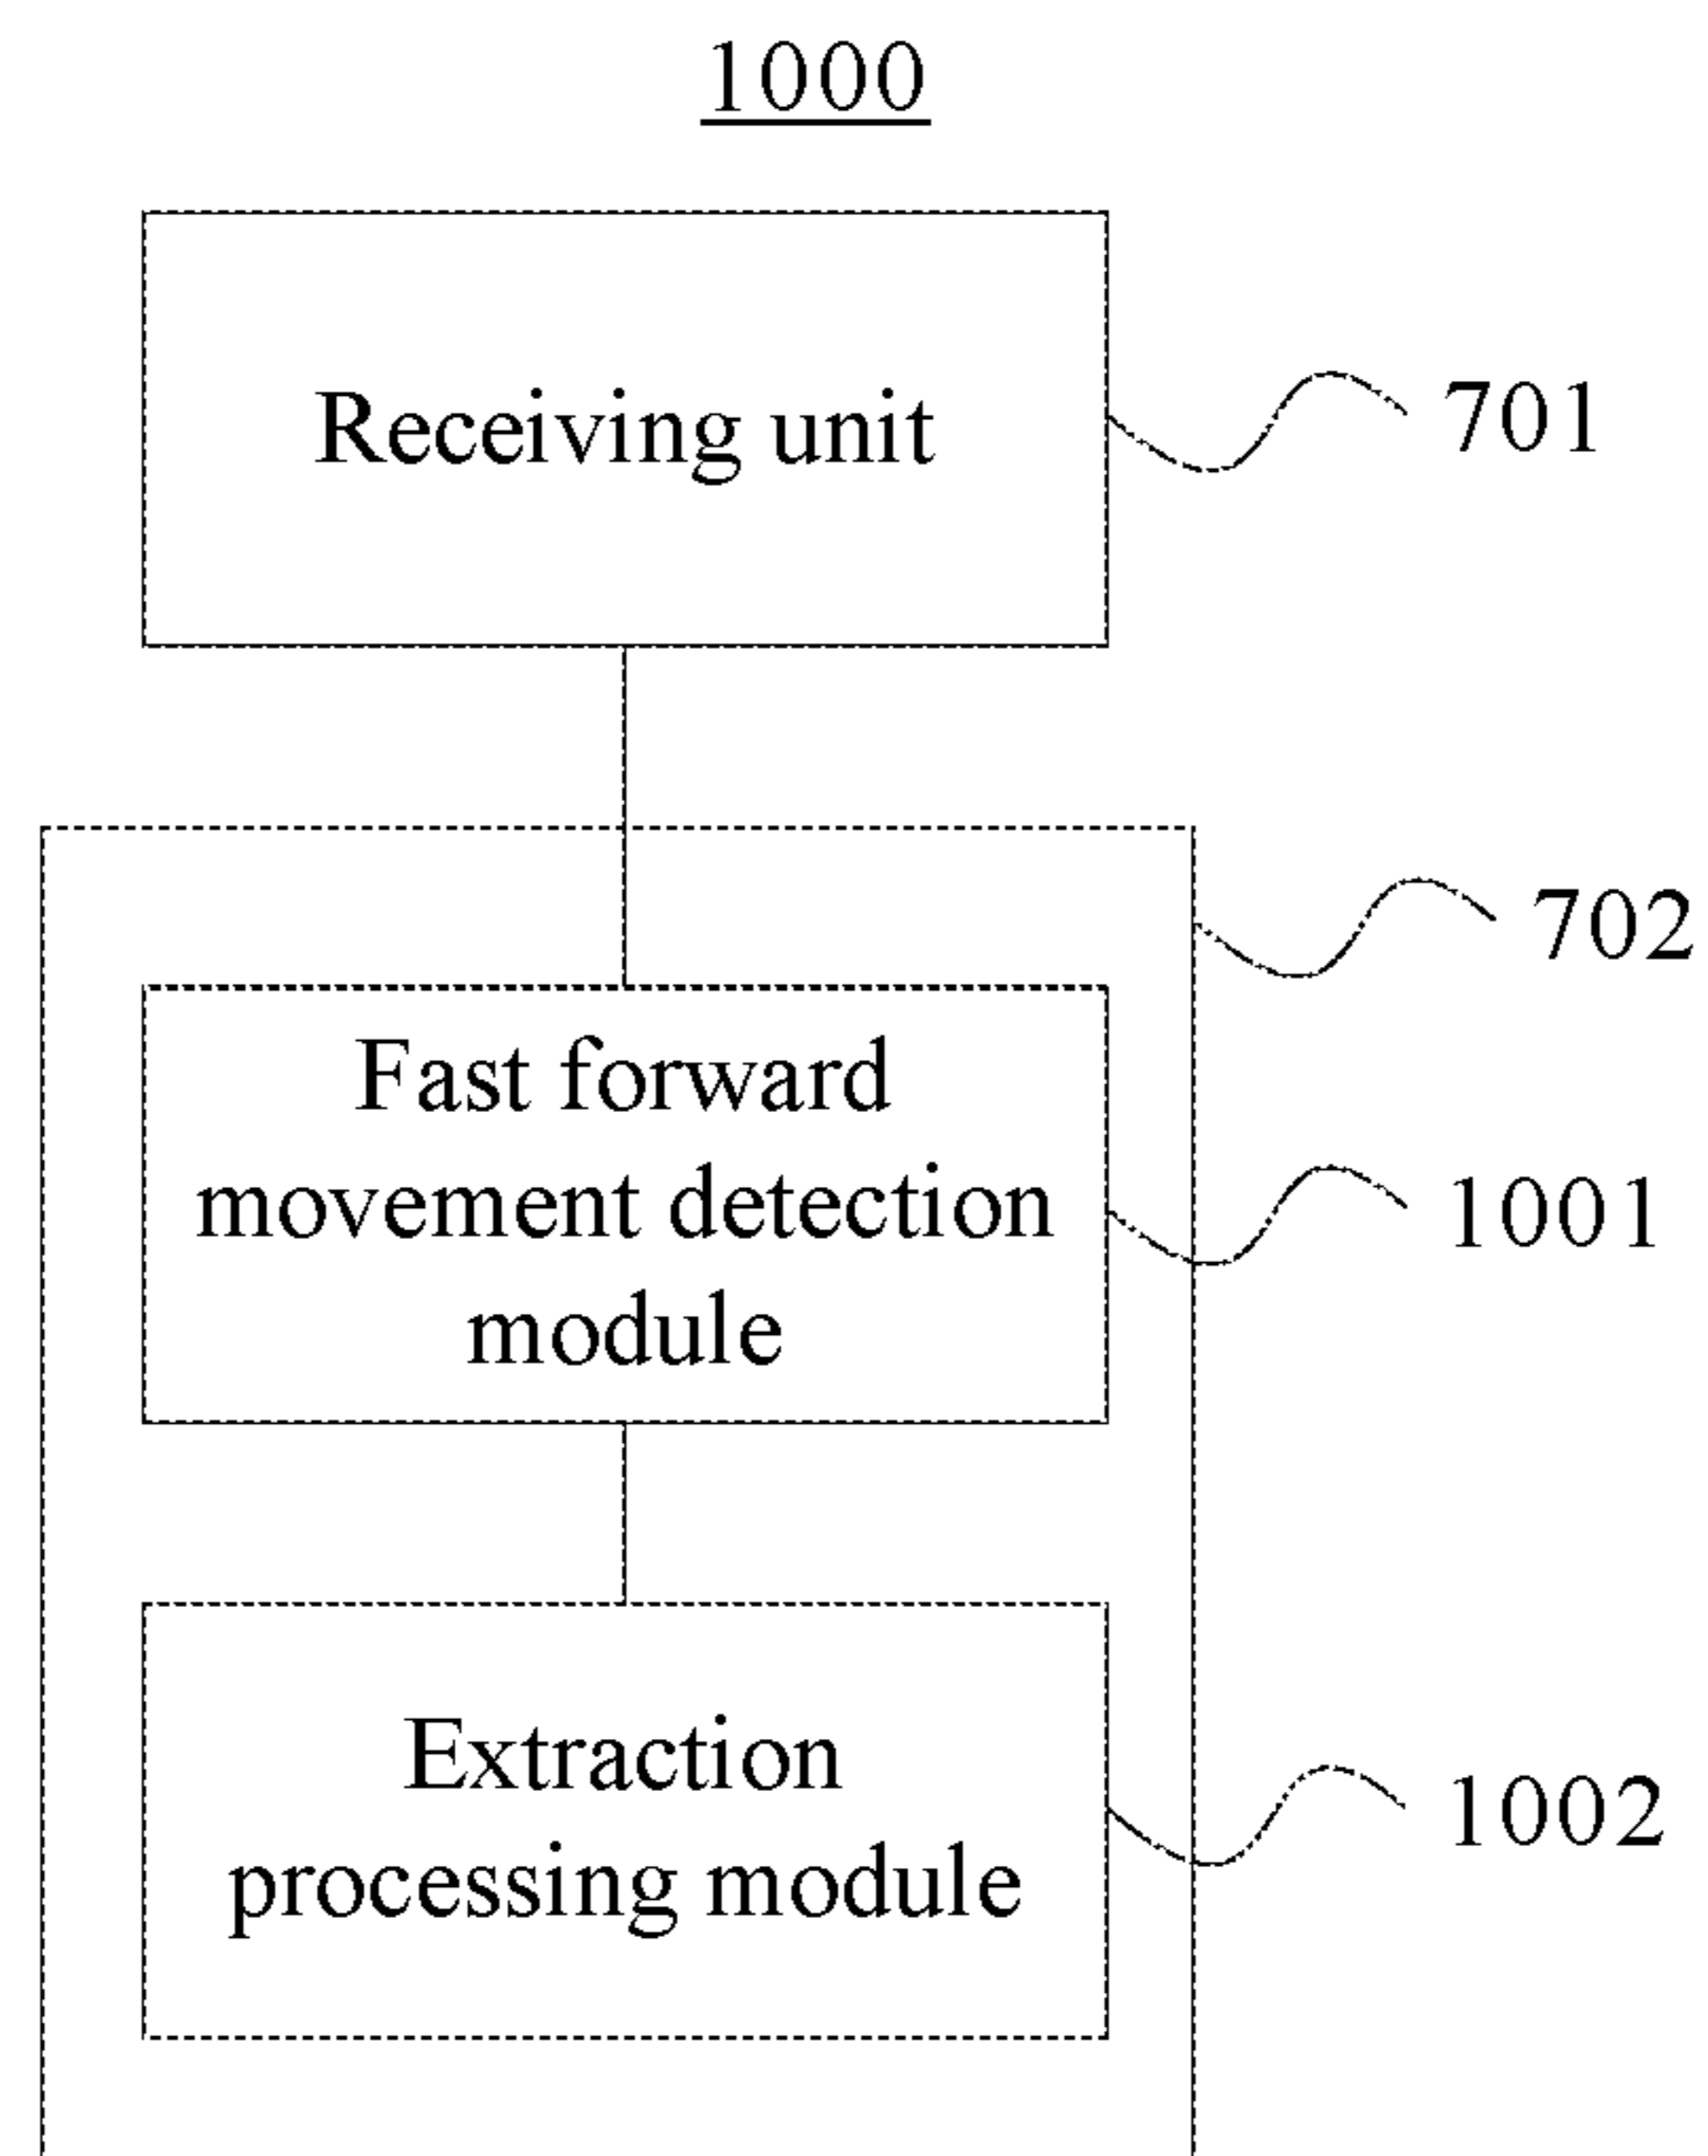 1000
Receiving unit
701
702
Fast forward
movement detection
module
1001
Extraction
processing module
1002